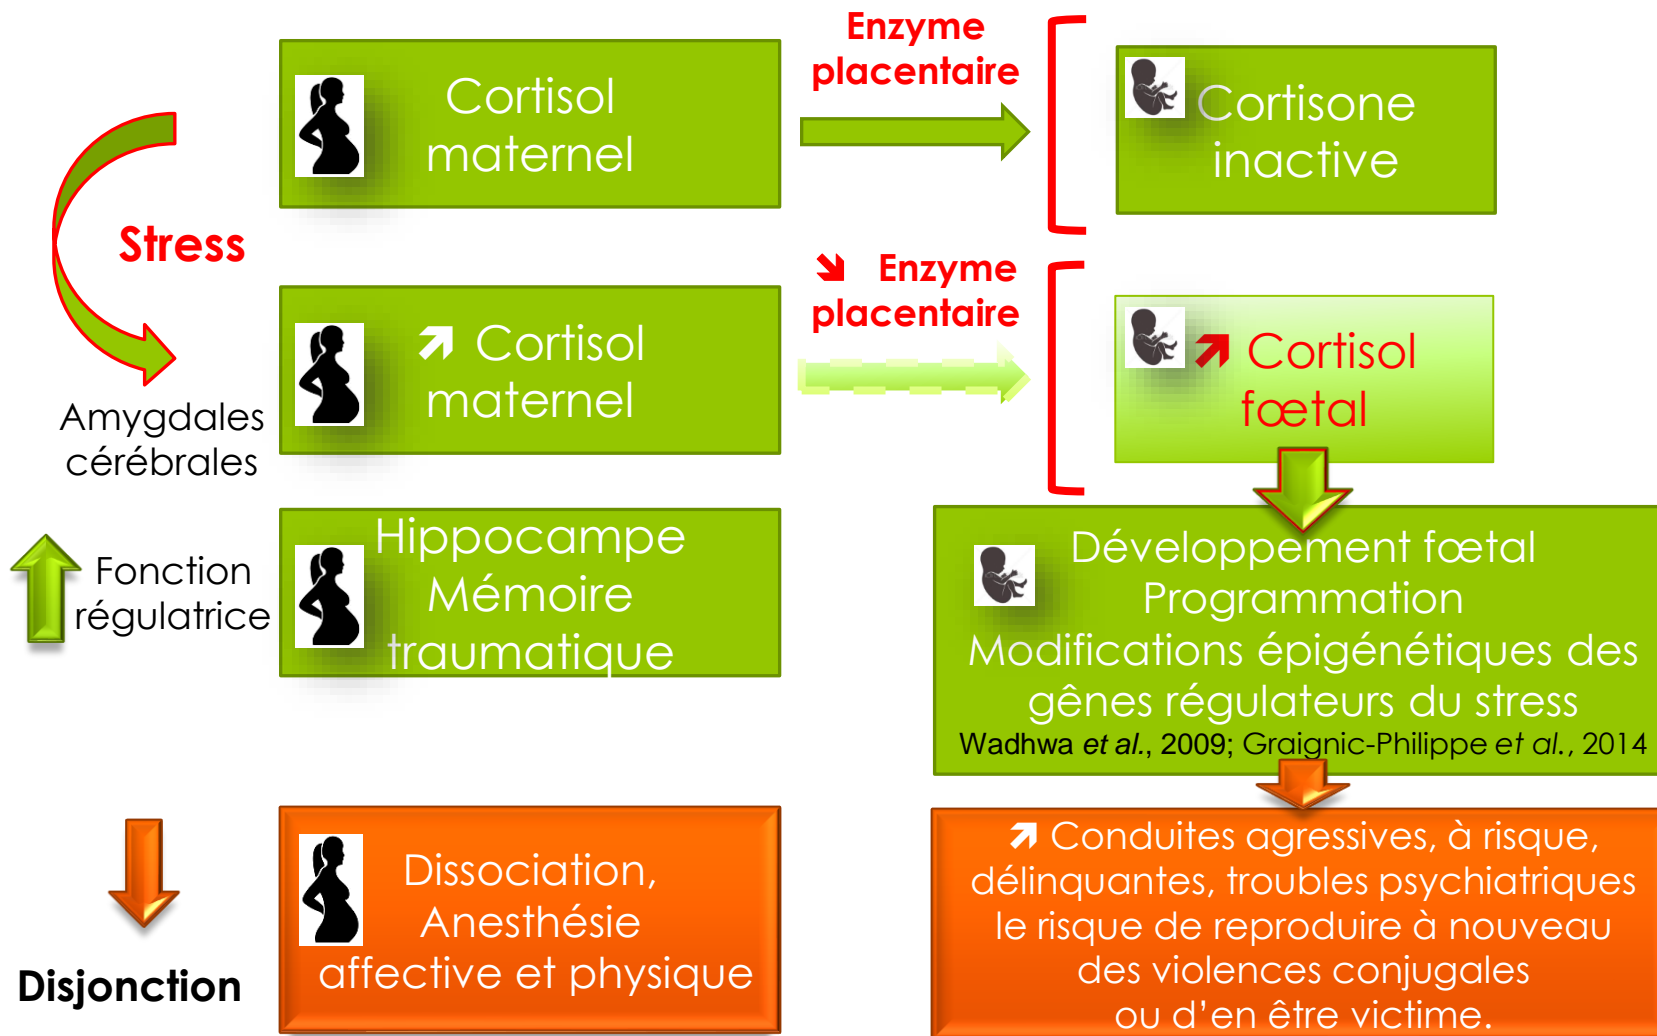 Enzyme
placentaire
Cortisol
maternel
Cortisone
inactive
Stress
↘ Enzyme
placentaire
↗ Cortisol
maternel
↗ Cortisol
fœtal
Amygdales
cérébrales
Fonction
régulatrice
Hippocampe
Mémoire
traumatique
Développement fœtal
Programmation
Modifications épigénétiques des
gênes régulateurs du stress
Wadhwa et al., 2009; Graignic-Philippe et al., 2014
Disjonction
Dissociation,
Anesthésie
affective et physique
↗ Conduites agressives, à risque,
délinquantes, troubles psychiatriques
le risque de reproduire à nouveau
des violences conjugales
ou d’en être victime.